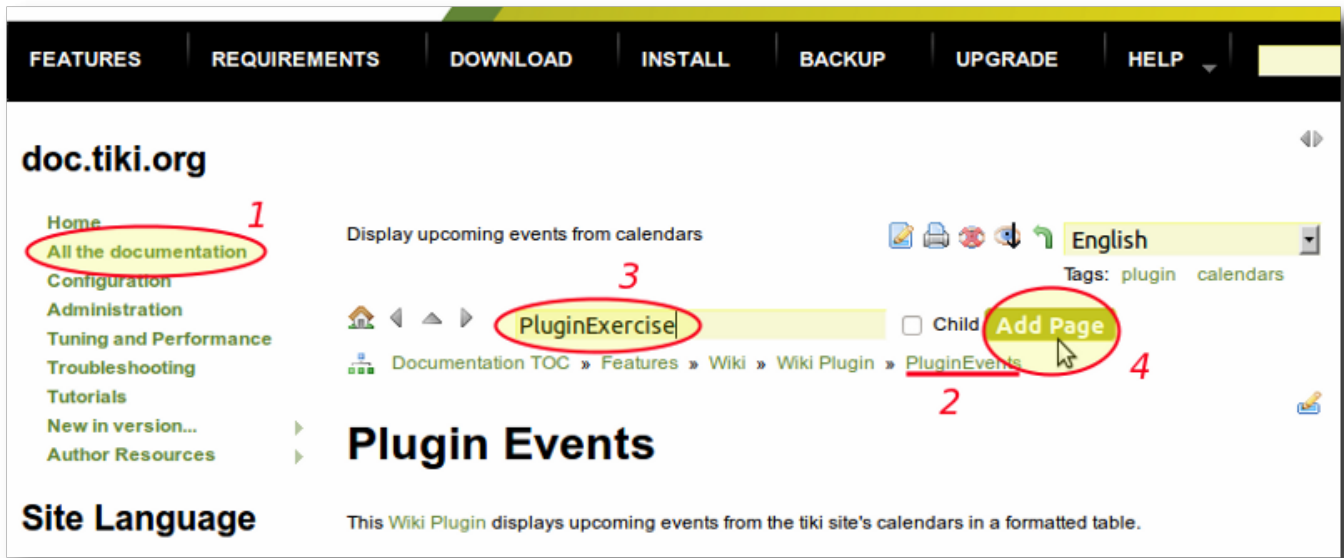 FEATURES REQUIREMENTS DOWNLOAD INSTALL BACKUP UPGRADE HELP
doc.tiki.org
1
Home
All the documentation
Configuration
Administration
Tuning and Performance
Troubleshooting
Tutorials
New in version...
Author Resources
Site Language
Display upcoming events from calendars
English
Tags: plugin calendars
3
PluginExercise
Child Add Page
4
Documentation TOC » Features » Wiki » Wiki Plugin » PluginEvents
2
Plugin Events
This Wiki Plugin displays upcoming events from the tiki site's calendars in a formatted table.